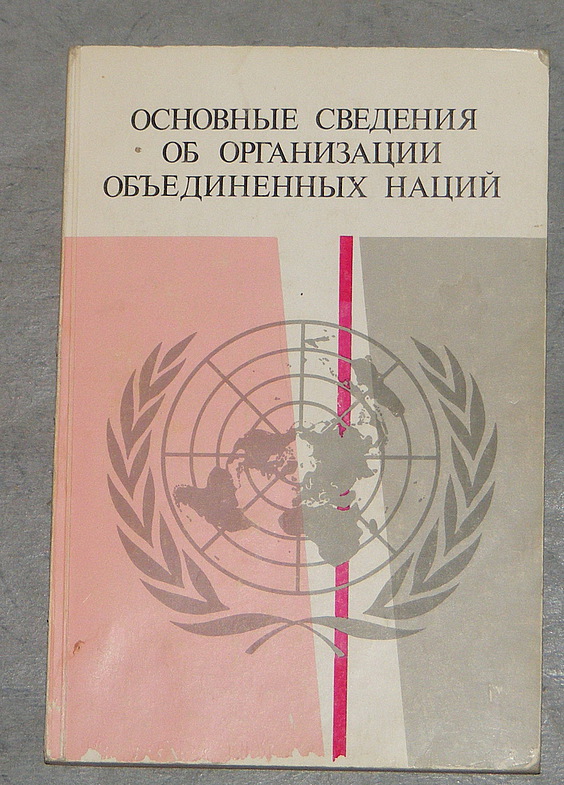 ОСНОВНЫЕ СВЕДЕНИЯ
ОБ ОРГАНИЗАЦИИ
ОБЪЕДИНЕННЫХ НАЦИЙ